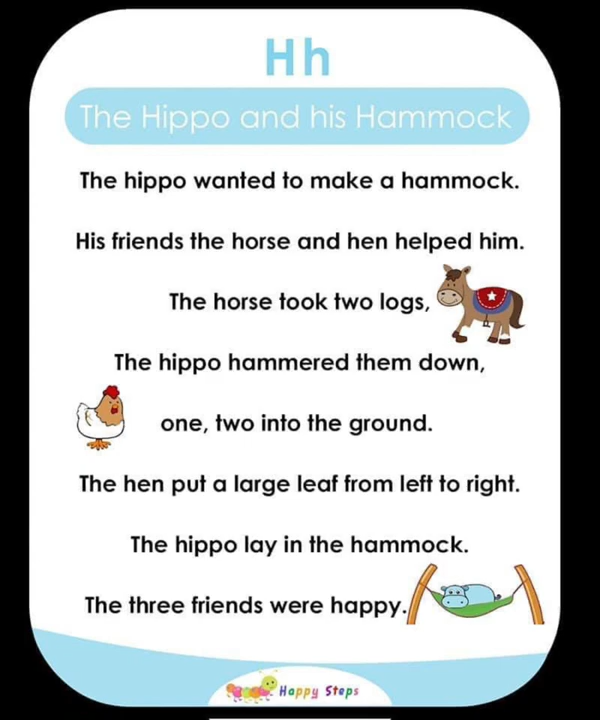 Hh
The Hippo and his Hammock
The hippo wanted to make a hammock.
His friends the horse and hen helped him.
The horse took two logs,
The hippo hammered them down,
one, two into the ground.
The hen put a large leaf from left to right.
The hippo lay in the hammock.
The three friends were happy.
Happy Steps